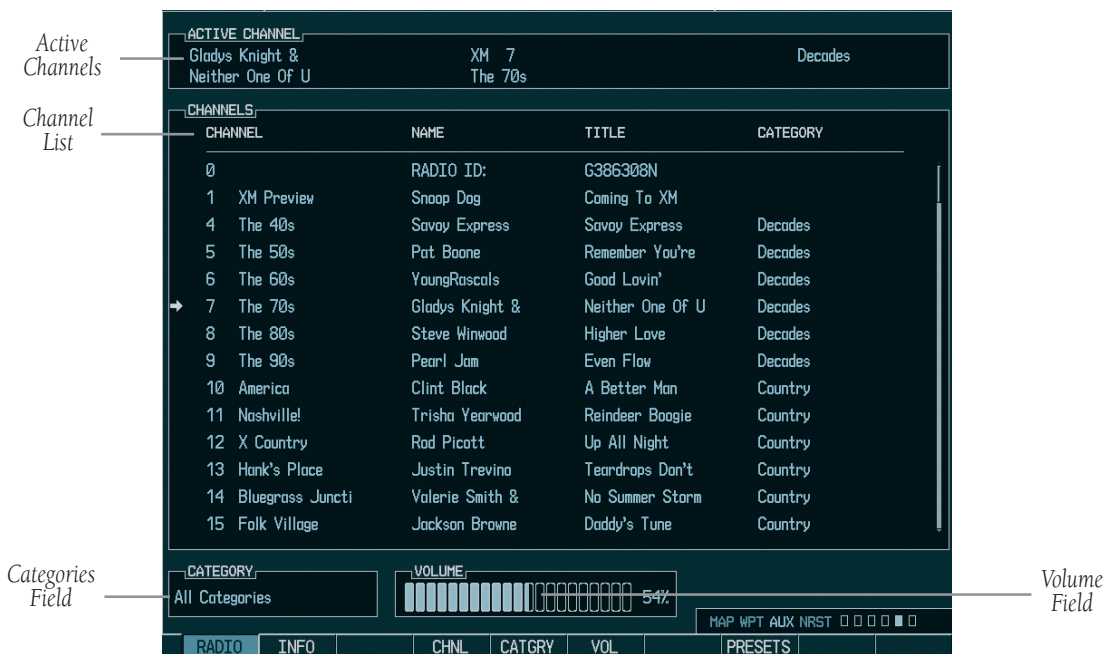 Active
Channels
Channel
List
Categories
Field
Volume
Field
ACTIVE CHANNEL
Gladys Knight & XM 7 Decades
Neither One Of U The 70s
CHANNELS
CHANNEL NAME TITLE CATEGORY
0 RADIO ID: G386308N
1 XM Preview Snoop Dog Coming To XM
4 The 40s Savoy Express Savoy Express Decades
5 The 50s Pat Boone Remember You're Decades
6 The 60s YoungRascals Good Lovin' Decades
7 The 70s Gladys Knight & Neither One Of U Decades
8 The 80s Steve Winwood Higher Love Decades
9 The 90s Pearl Jam Even Flow Decades
10 America Clint Black A Better Man Country
11 Nashville! Trisha Yearwood Reindeer Boogie Country
12 X Country Rod Picott Up All Night Country
13 Hank's Place Justin Trevino Teardrops Don't Country
14 Bluegrass Juncti Valerie Smith & No Summer Storm Country
15 Folk Village Jackson Browne Daddy's Tune Country
CATEGORY
All Categories
VOLUME
54%
MAP WPT AUX NRST
RADIO INFO CHNL CATGRY VOL PRESETS